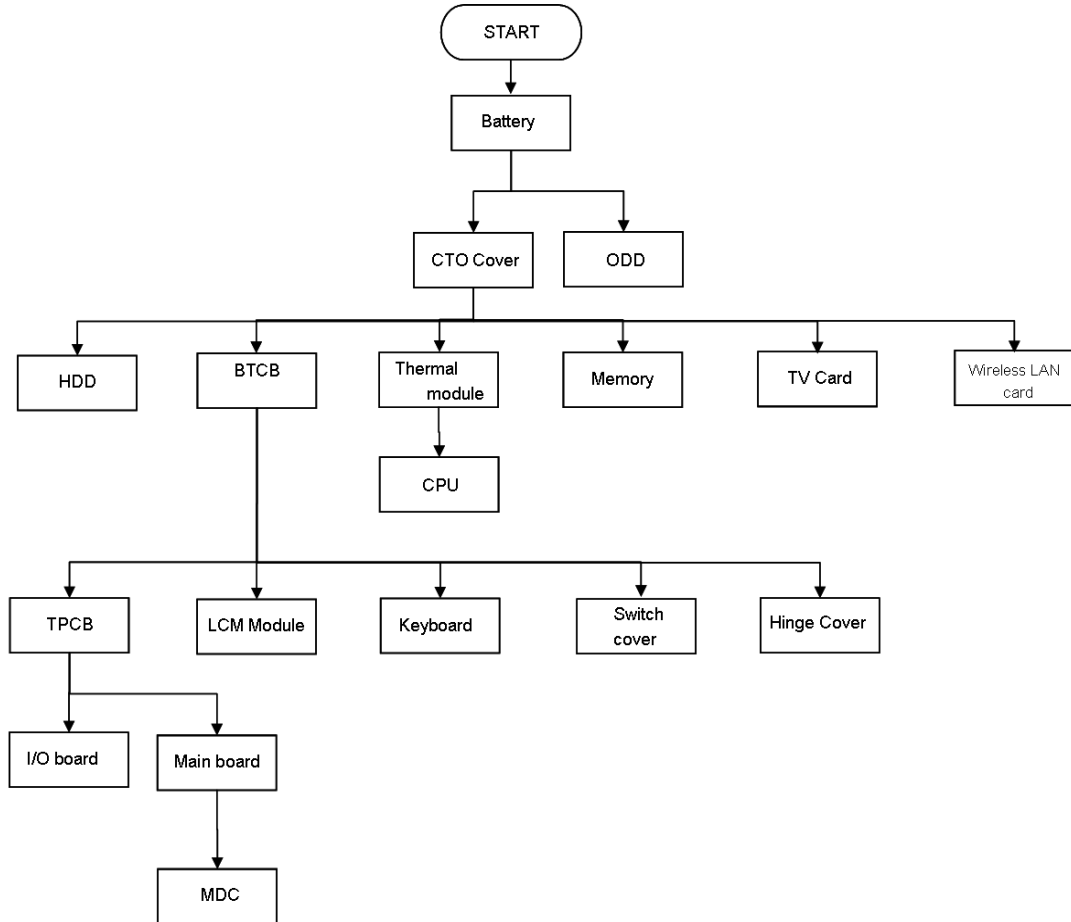 START
Battery
CTO Cover
ODD
HDD
BTCB
Thermal
module
Memory
TV Card
Wireless LAN
card
CPU
TPCB
LCM Module
Keyboard
Switch
cover
Hinge Cover
I/O board
Main board
MDC